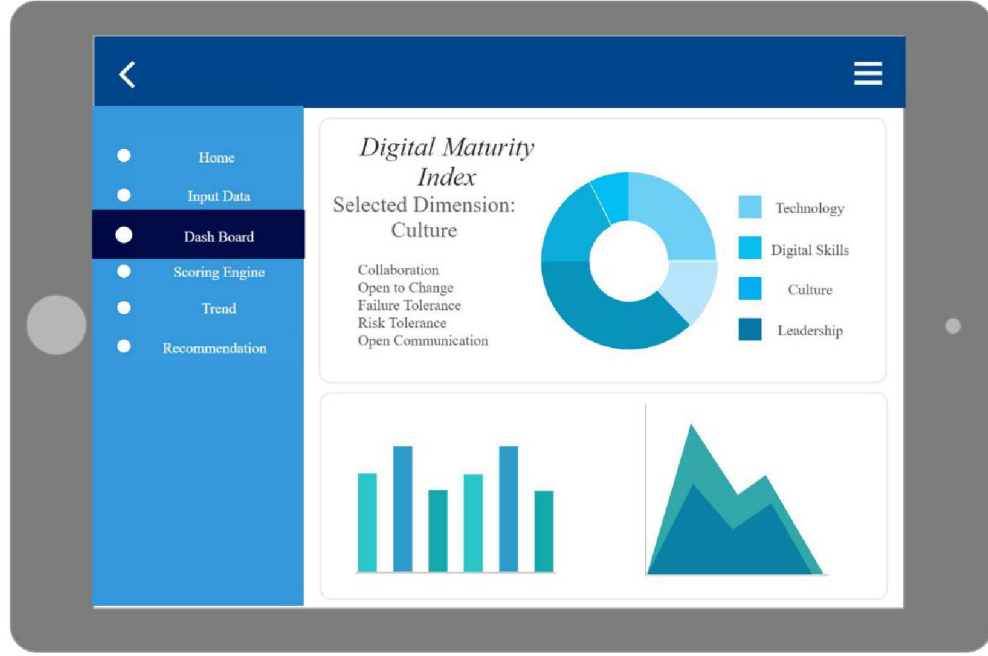 Home
Input Data
Dash Board
Scoring Engine
Trend
Recommendation
Digital Maturity
Index
Selected Dimension:
Culture
Collaboration
Open to Change
Failure Tolerance
Risk Tolerance
Open Communication
Technology
Digital Skills
Culture
Leadership